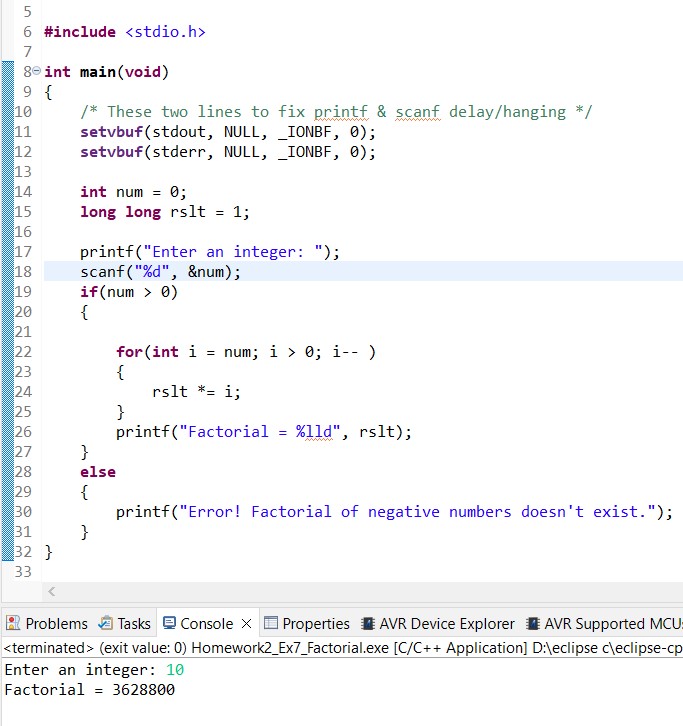 5
6 #include <stdio.h>
7
8 int main(void)
9 {
10 /* These two lines to fix printf & scanf delay/hanging */
11 setvbuf(stdout, NULL, _IONBF, 0);
12 setvbuf(stderr, NULL, _IONBF, 0);
13
14 int num = 0;
15 long long rslt = 1;
16
17 printf("Enter an integer: ");
18 scanf("%d", &num);
19 if(num > 0)
20 {
21
22 for(int i = num; i > 0; i-- )
23 {
24 rslt *= i;
25 }
26 printf("Factorial = %lld", rslt);
27 }
28 else
29 {
30 printf("Error! Factorial of negative numbers doesn't exist.");
31 }
32 }
33
Problems Tasks Console Properties AVR Device Explorer AVR Supported MCU
<terminated> (exit value: 0) Homework2_Ex7_Factorial.exe [C/C++ Application] D:\eclipse c\eclipse-cp
Enter an integer: 10
Factorial = 3628800